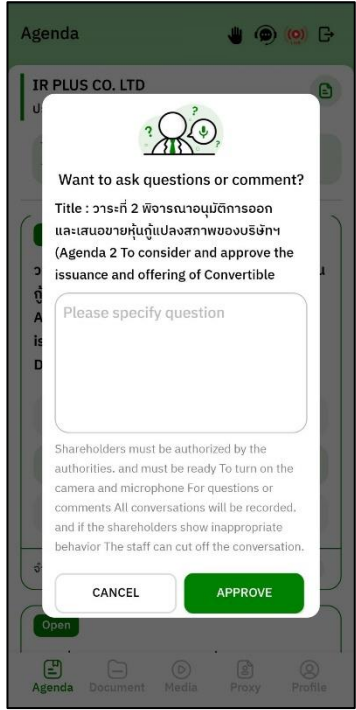 Agenda
IR PLUS CO. LTD
Want to ask questions or comment?
Title : วาระที่ 2 พิจารณาอนุมัติการออก
และเสนอขายหุ้นกู้แปลงสภาพของบริษัทฯ
(Agenda 2 To consider and approve the
issuance and offering of Convertible
Please specify question
Shareholders must be authorized by the
authorities. and must be ready To turn on the
camera and microphone For questions or
comments All conversations will be recorded.
and if the shareholders show inappropriate
behavior The staff can cut off the conversation.
CANCEL
APPROVE
Open
Agenda Document Media Proxy Profile